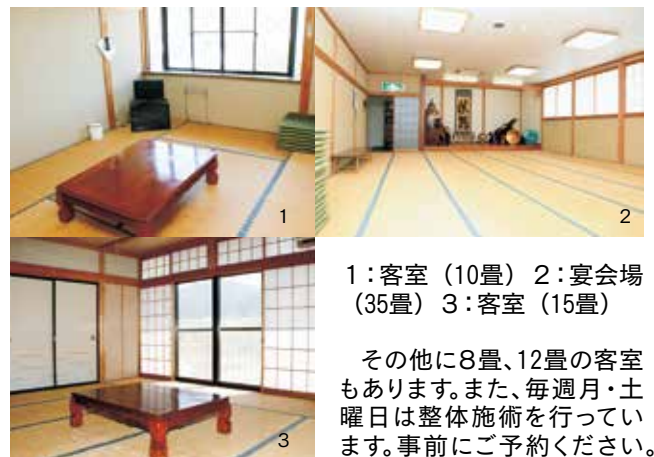 1
2
3
1：客室（10畳）2：宴会場
（35畳）3：客室（15畳）
その他に8畳、12畳の客室
もあります。また、毎週月・土
曜日は整体施術を行ってい
ます。事前にご予約ください。